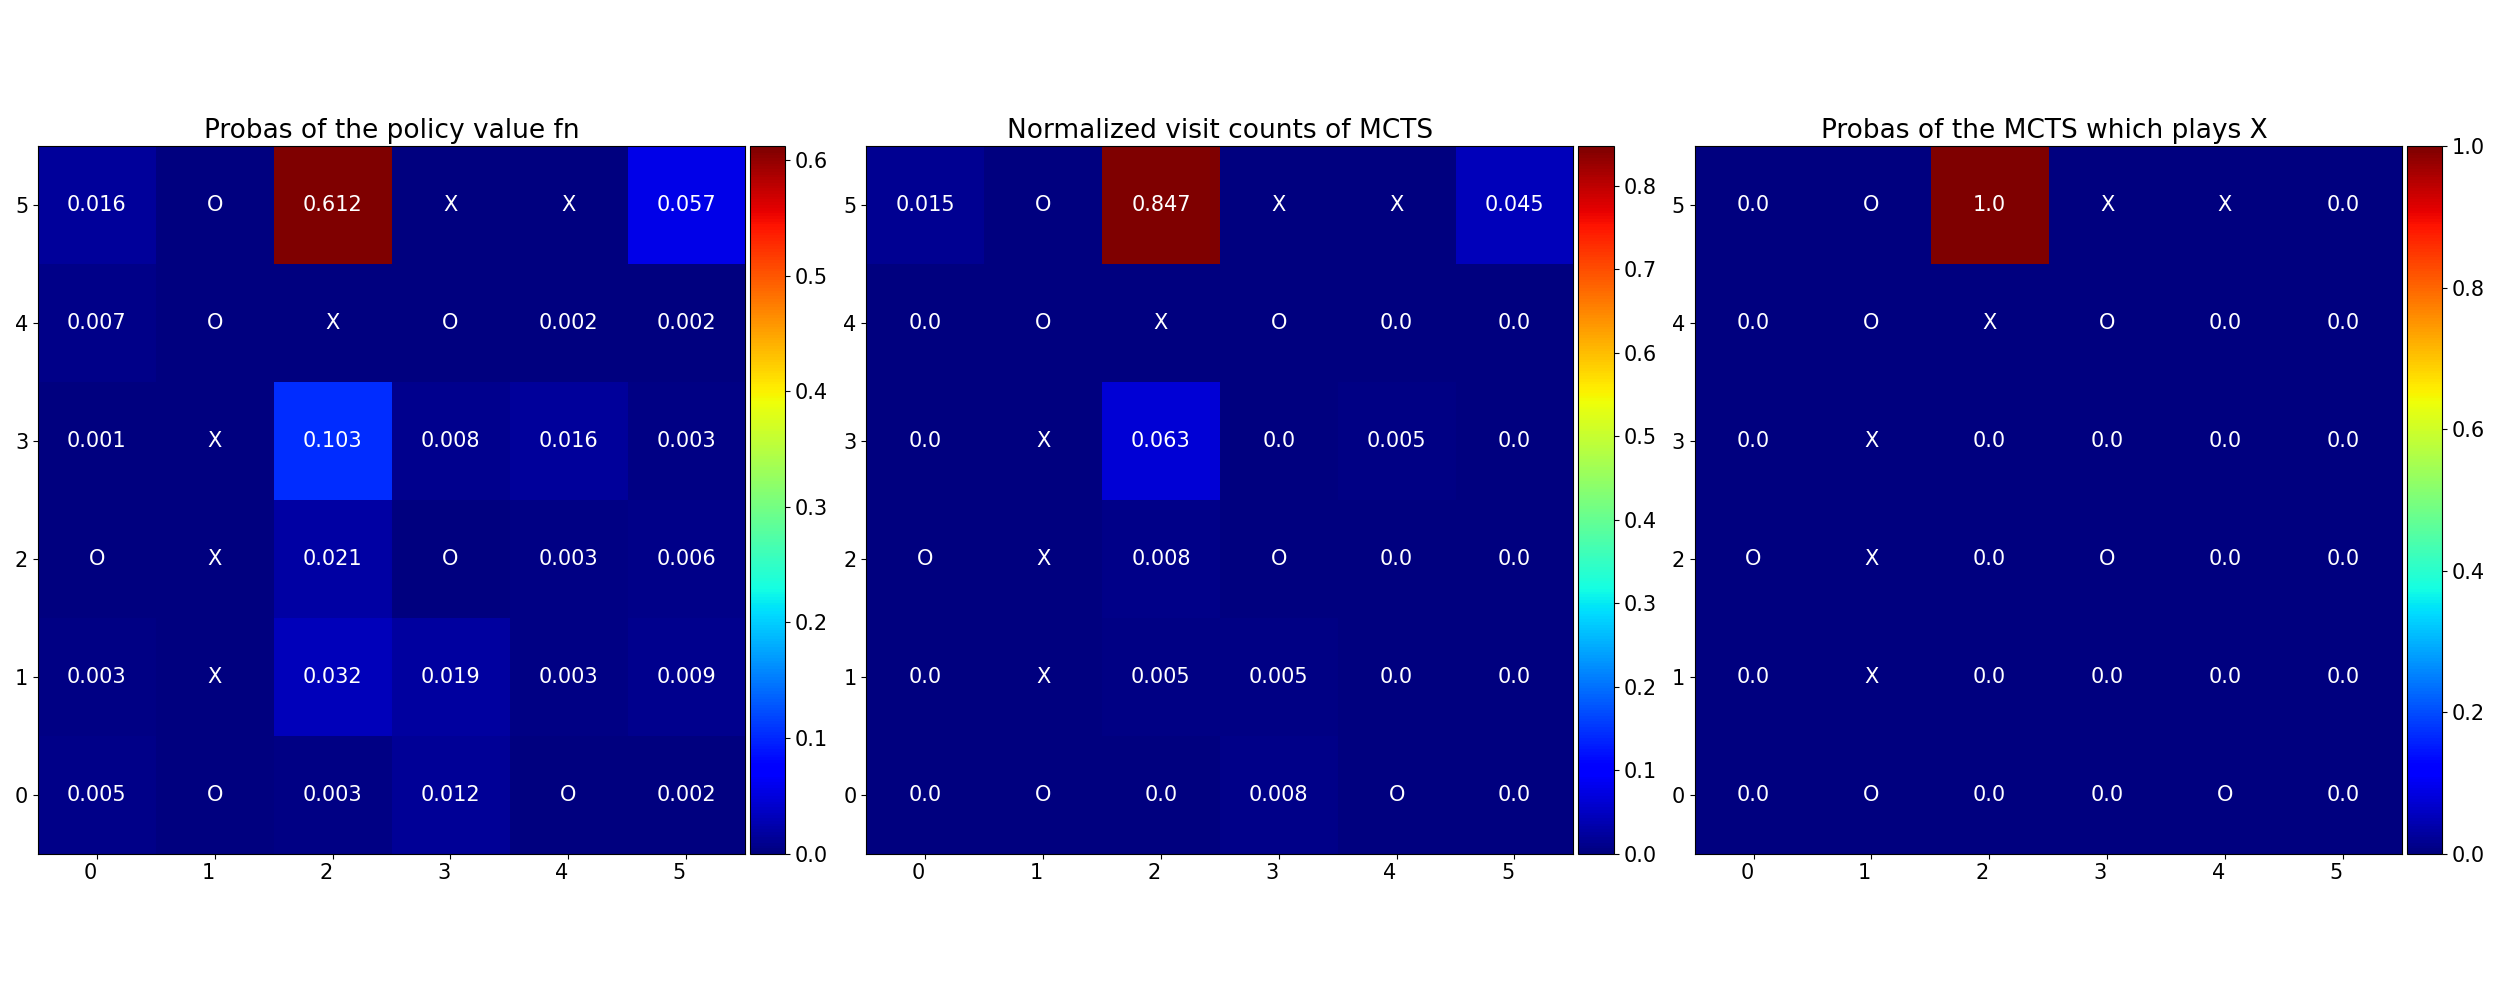 Probas of the policy value fn
5 0.016 O 0.612 X X 0.057
4 0.007 O X O 0.002 0.002
3 0.001 X 0.103 0.008 0.016 0.003
2 O X 0.021 O 0.003 0.006
1 0.003 X 0.032 0.019 0.003 0.009
0 0.005 O 0.003 0.012 O 0.002
0 1 2 3 4 5
0.6
0.5
0.4
0.3
0.2
0.1
0.0
Normalized visit counts of MCTS
5 0.015 O 0.847 X X 0.045
4 0.0 O X O 0.0 0.0
3 0.0 X 0.063 0.0 0.005 0.0
2 O X 0.008 O 0.0 0.0
1 0.0 X 0.005 0.005 0.0 0.0
0 0.0 O 0.0 0.008 O 0.0
0 1 2 3 4 5
0.8
0.7
0.6
0.5
0.4
0.3
0.2
0.1
0.0
Probas of the MCTS which plays X
5 0.0 O 1.0 X X 0.0
4 0.0 O X O 0.0 0.0
3 0.0 X 0.0 0.0 0.0 0.0
2 O X 0.0 O 0.0 0.0
1 0.0 X 0.0 0.0 0.0 0.0
0 0.0 O 0.0 0.0 O 0.0
0 1 2 3 4 5
1.0
0.8
0.6
0.4
0.2
0.0